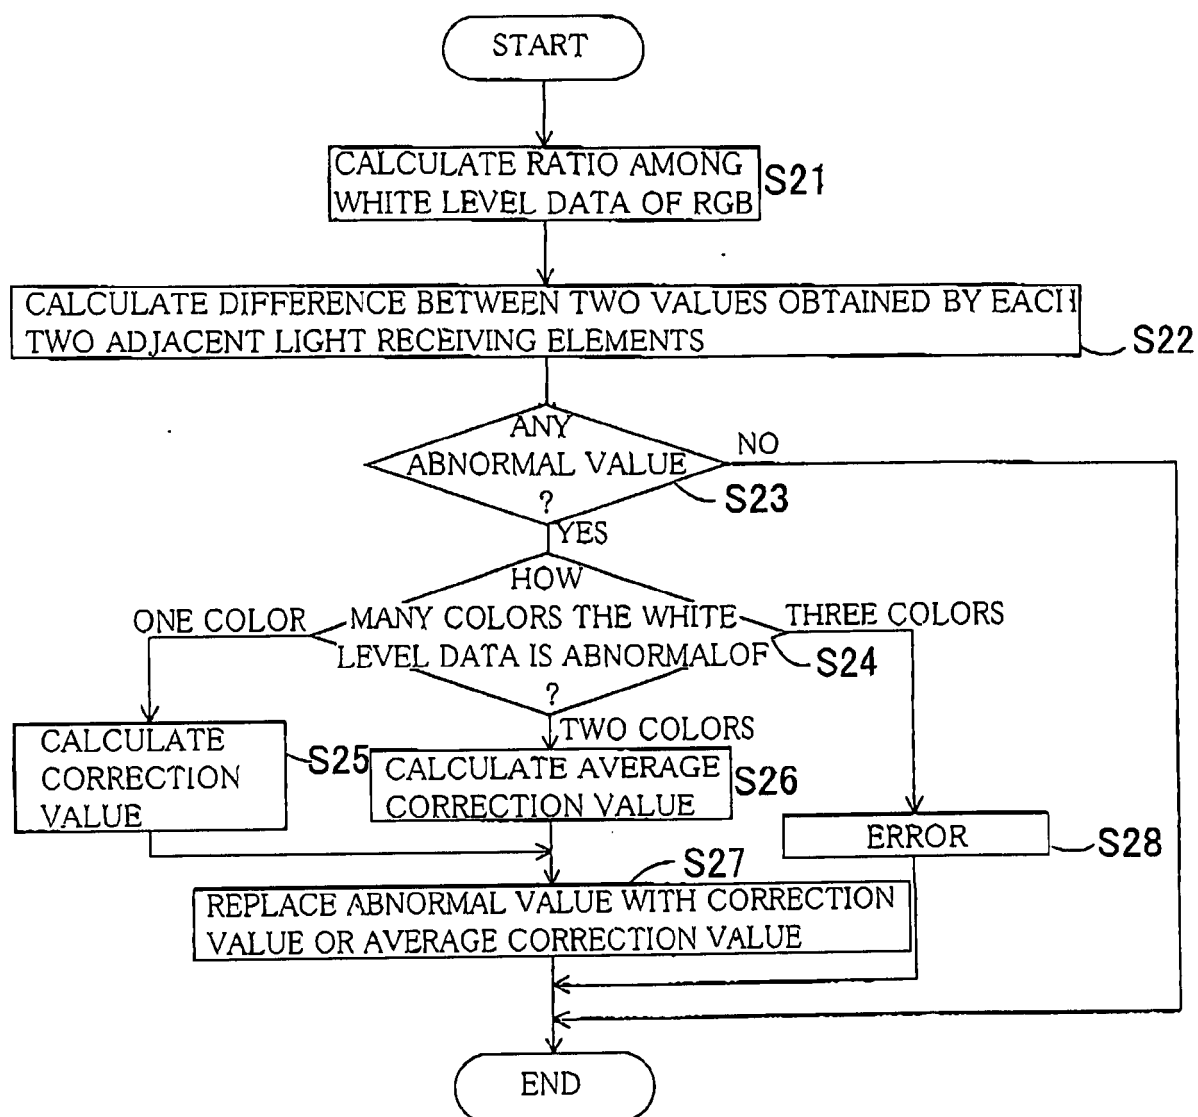 START
CALCULATE RATIO AMONG
WHITE LEVEL DATA OF RGB
S21
CALCULATE DIFFERENCE BETWEEN TWO VALUES OBTAINED BY EACH
TWO ADJACENT LIGHT RECEIVING ELEMENTS
S22
ANY
ABNORMAL VALUE
?
NO
S23
YES
HOW
MANY COLORS THE WHITE
LEVEL DATA IS ABNORMALOF
?
ONE COLOR
THREE COLORS
S24
TWO COLORS
CALCULATE
CORRECTION
VALUE
S25
CALCULATE AVERAGE
CORRECTION VALUE
S26
ERROR
S28
S27
REPLACE ABNORMAL VALUE WITH CORRECTION
VALUE OR AVERAGE CORRECTION VALUE
END